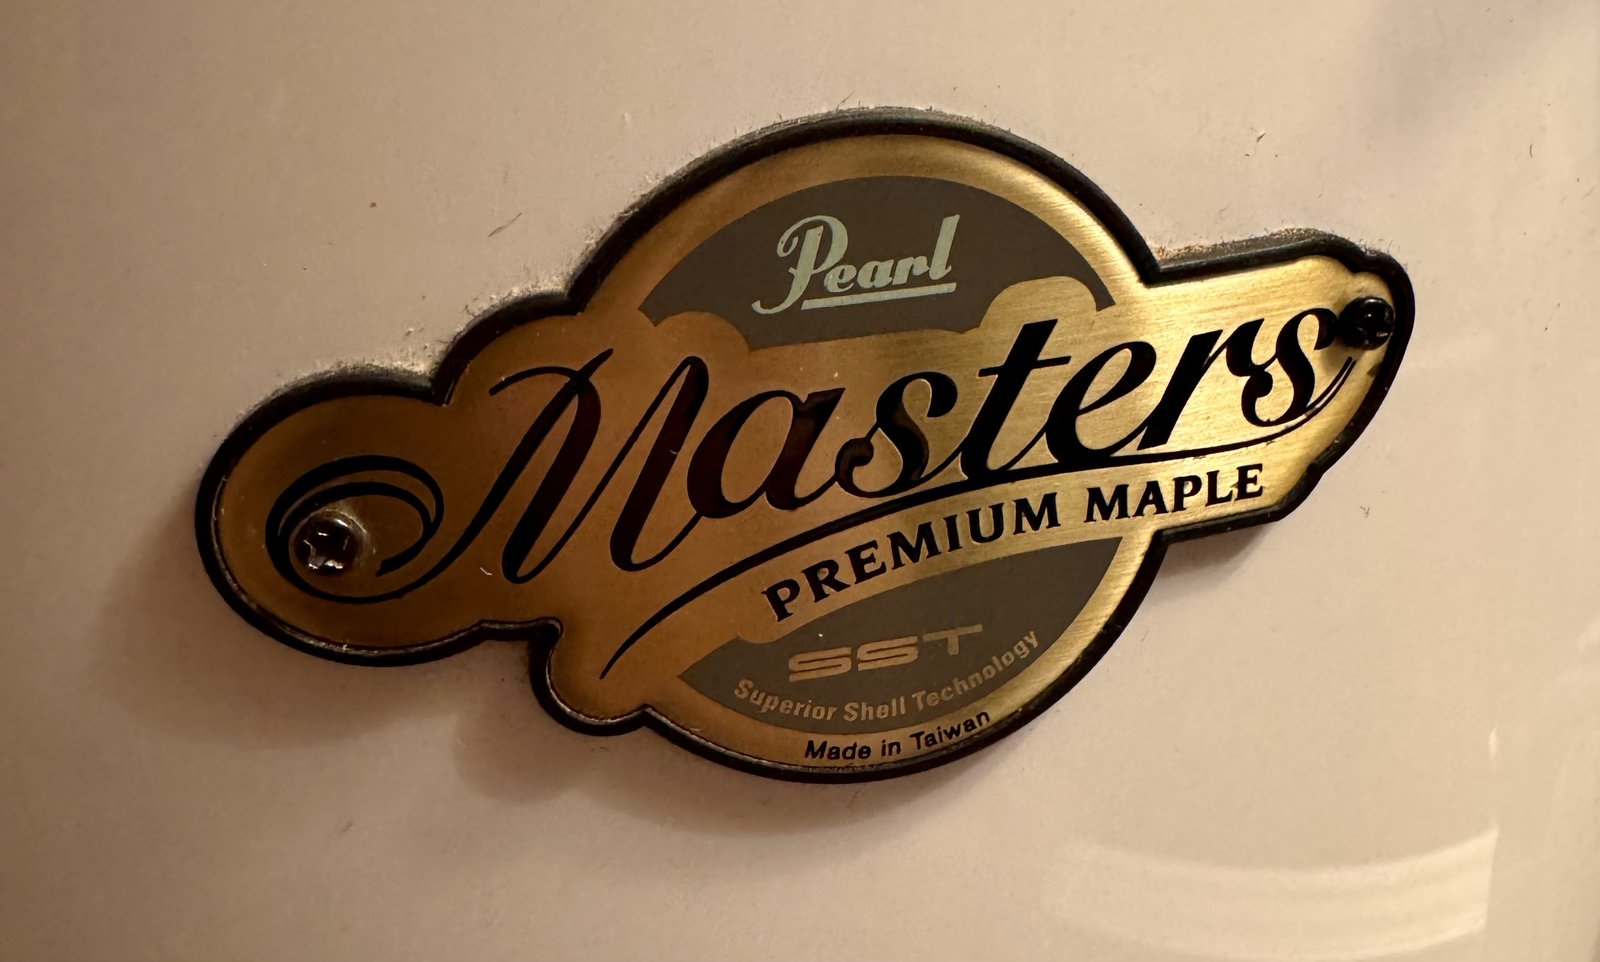 Pearl
Masters
PREMIUM MAPLE
SST
Superior Shell Technology
Made in Taiwan